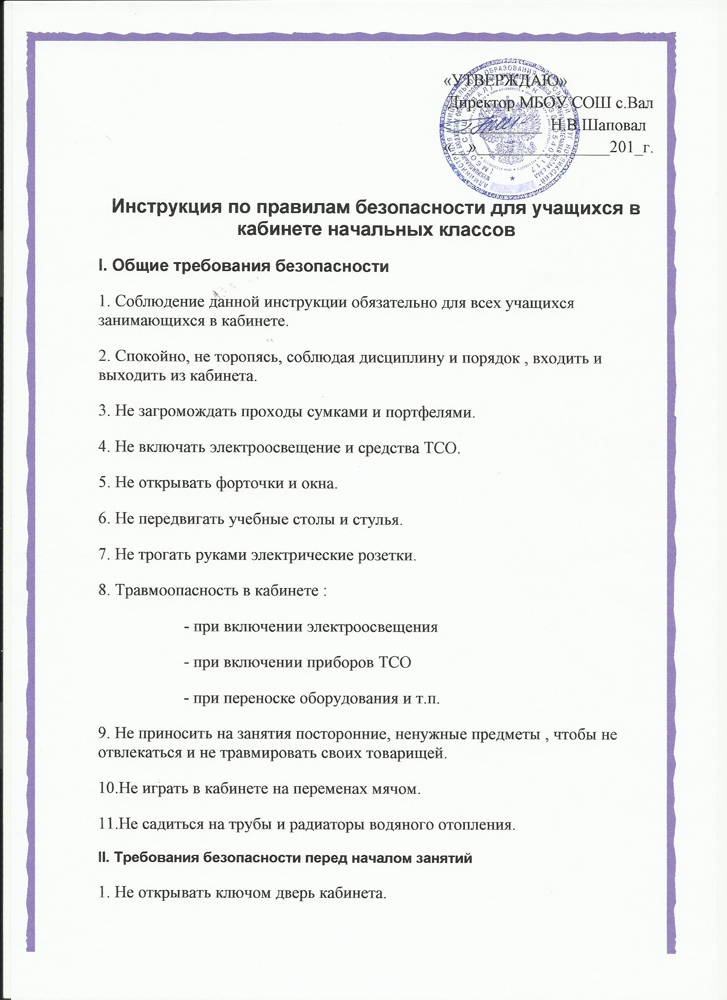 «УТВЕРЖДАЮ»
Директор МБОУ СОШ с.Вал
Н.В.Шаповал
«__»________________201_г.
Инструкция по правилам безопасности для учащихся в
кабинете начальных классов
I. Общие требования безопасности
1. Соблюдение данной инструкции обязательно для всех учащихся
занимающихся в кабинете.
2. Спокойно, не торопясь, соблюдая дисциплину и порядок , входить и
выходить из кабинета.
3. Не загромождать проходы сумками и портфелями.
4. Не включать электроосвещение и средства ТСО.
5. Не открывать форточки и окна.
6. Не передвигать учебные столы и стулья.
7. Не трогать руками электрические розетки.
8. Травмоопасность в кабинете :
- при включении электроосвещения
- при включении приборов ТСО
- при переноске оборудования и т.п.
9. Не приносить на занятия посторонние, ненужные предметы , чтобы не
отвлекаться и не травмировать своих товарищей.
10.Не играть в кабинете на переменах мячом.
11.Не садиться на трубы и радиаторы водяного отопления.
II. Требования безопасности перед началом занятий
1. Не открывать ключом дверь кабинета.